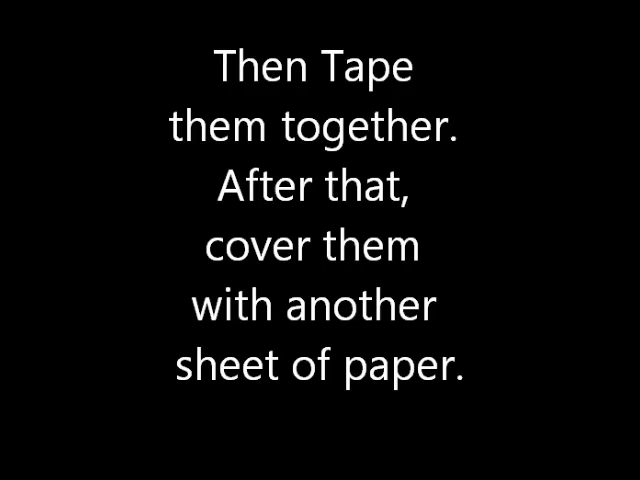 Then Tape
them together.
After that,
cover them
with another
sheet of paper.